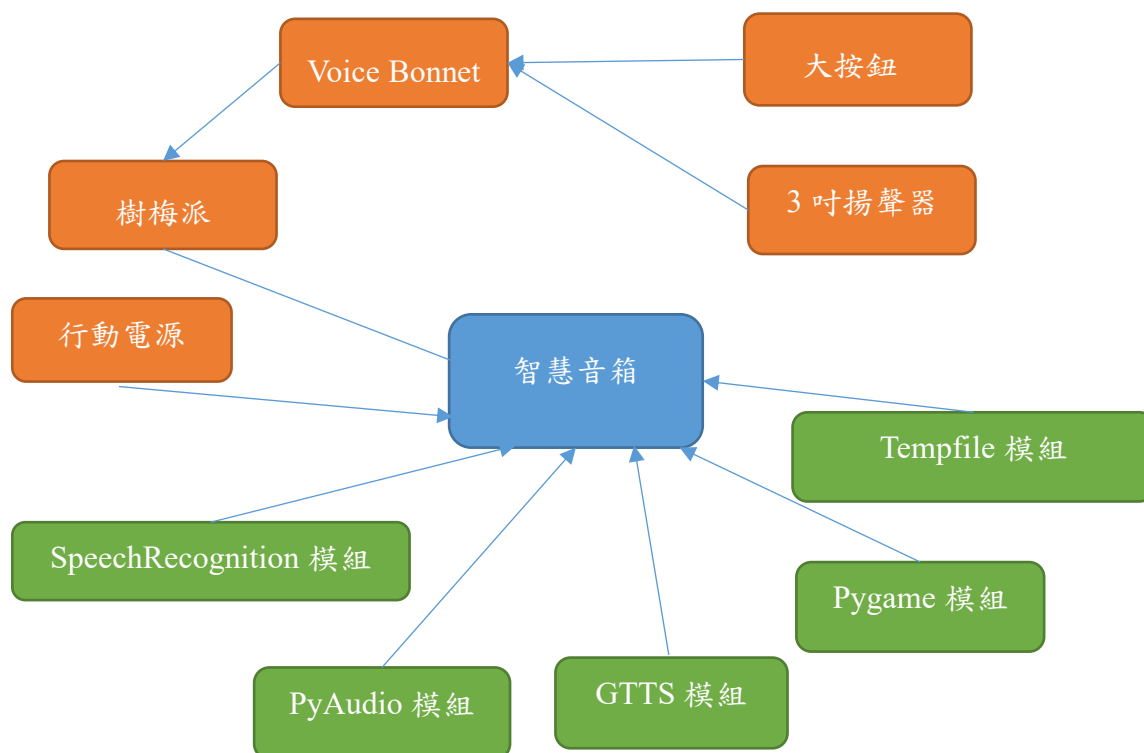 Voice Bonnet
大按鈕
樹梅派
3 吋揚聲器
行動電源
智慧音箱
Tempfile 模組
SpeechRecognition 模組
Pygame 模組
PyAudio 模組
GTTS 模組